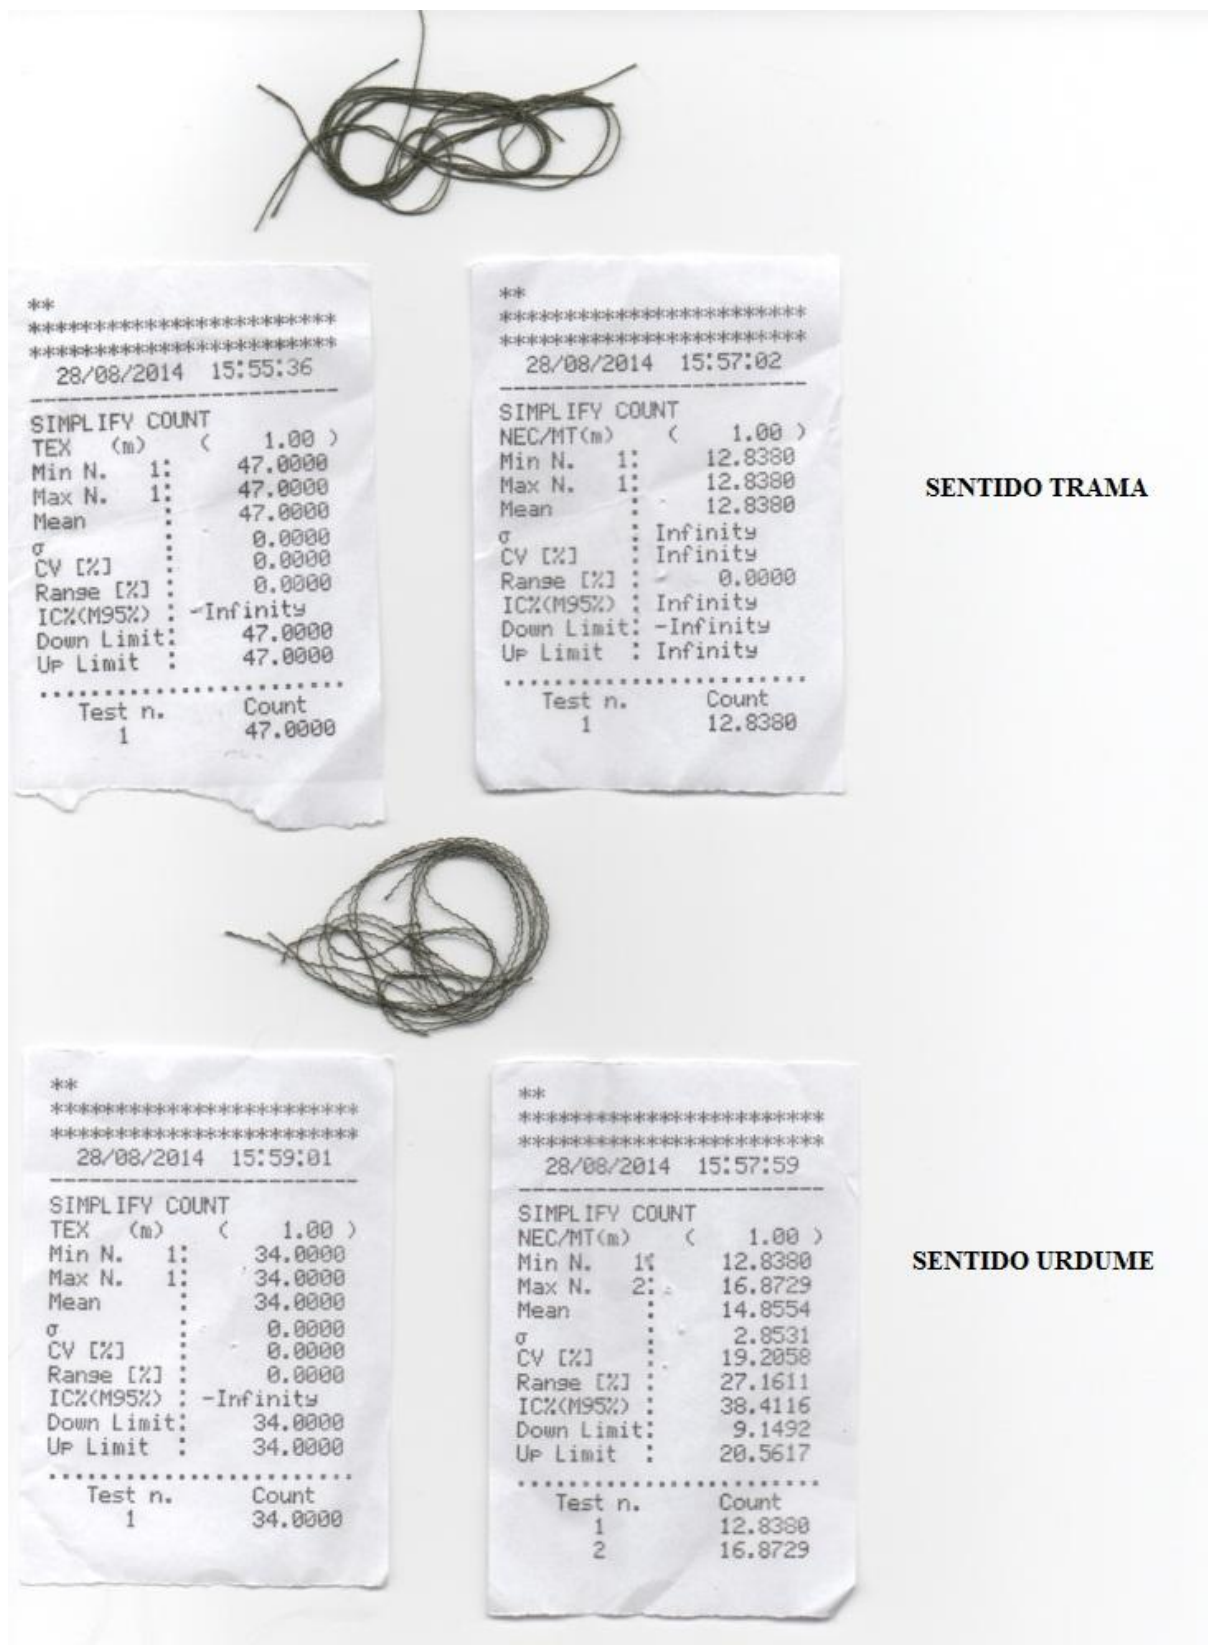 **
************************
************************
28/08/2014 15:55:36
------------------------
SIMPLIFY COUNT
TEX (m) ( 1.00 )
Min N. 1: 47.0000
Max N. 1: 47.0000
Mean : 47.0000
σ : 0.0000
CV [%] : 0.0000
Range [%] : 0.0000
IC%(M95%) : -Infinity
Down Limit: 47.0000
Up Limit : 47.0000
........................
Test n. Count
1 47.0000
**
************************
************************
28/08/2014 15:57:02
------------------------
SIMPLIFY COUNT
NEC/MT(m) ( 1.00 )
Min N. 1: 12.8380
Max N. 1: 12.8380
Mean : 12.8380
σ : Infinity
CV [%] : Infinity
Range [%] : 0.0000
IC%(M95%) : Infinity
Down Limit: -Infinity
Up Limit : Infinity
........................
Test n. Count
1 12.8380
SENTIDO TRAMA
**
************************
************************
28/08/2014 15:59:01
------------------------
SIMPLIFY COUNT
TEX (m) ( 1.00 )
Min N. 1: 34.0000
Max N. 1: 34.0000
Mean : 34.0000
σ : 0.0000
CV [%] : 0.0000
Range [%] : 0.0000
IC%(M95%) : -Infinity
Down Limit: 34.0000
Up Limit : 34.0000
........................
Test n. Count
1 34.0000
**
************************
************************
28/08/2014 15:57:59
------------------------
SIMPLIFY COUNT
NEC/MT(m) ( 1.00 )
Min N. 1: 12.8380
Max N. 2: 16.8729
Mean : 14.8554
σ : 2.8531
CV [%] : 19.2058
Range [%] : 27.1611
IC%(M95%) : 38.4116
Down Limit: 9.1492
Up Limit : 20.5617
........................
Test n. Count
1 12.8380
2 16.8729
SENTIDO URDUME